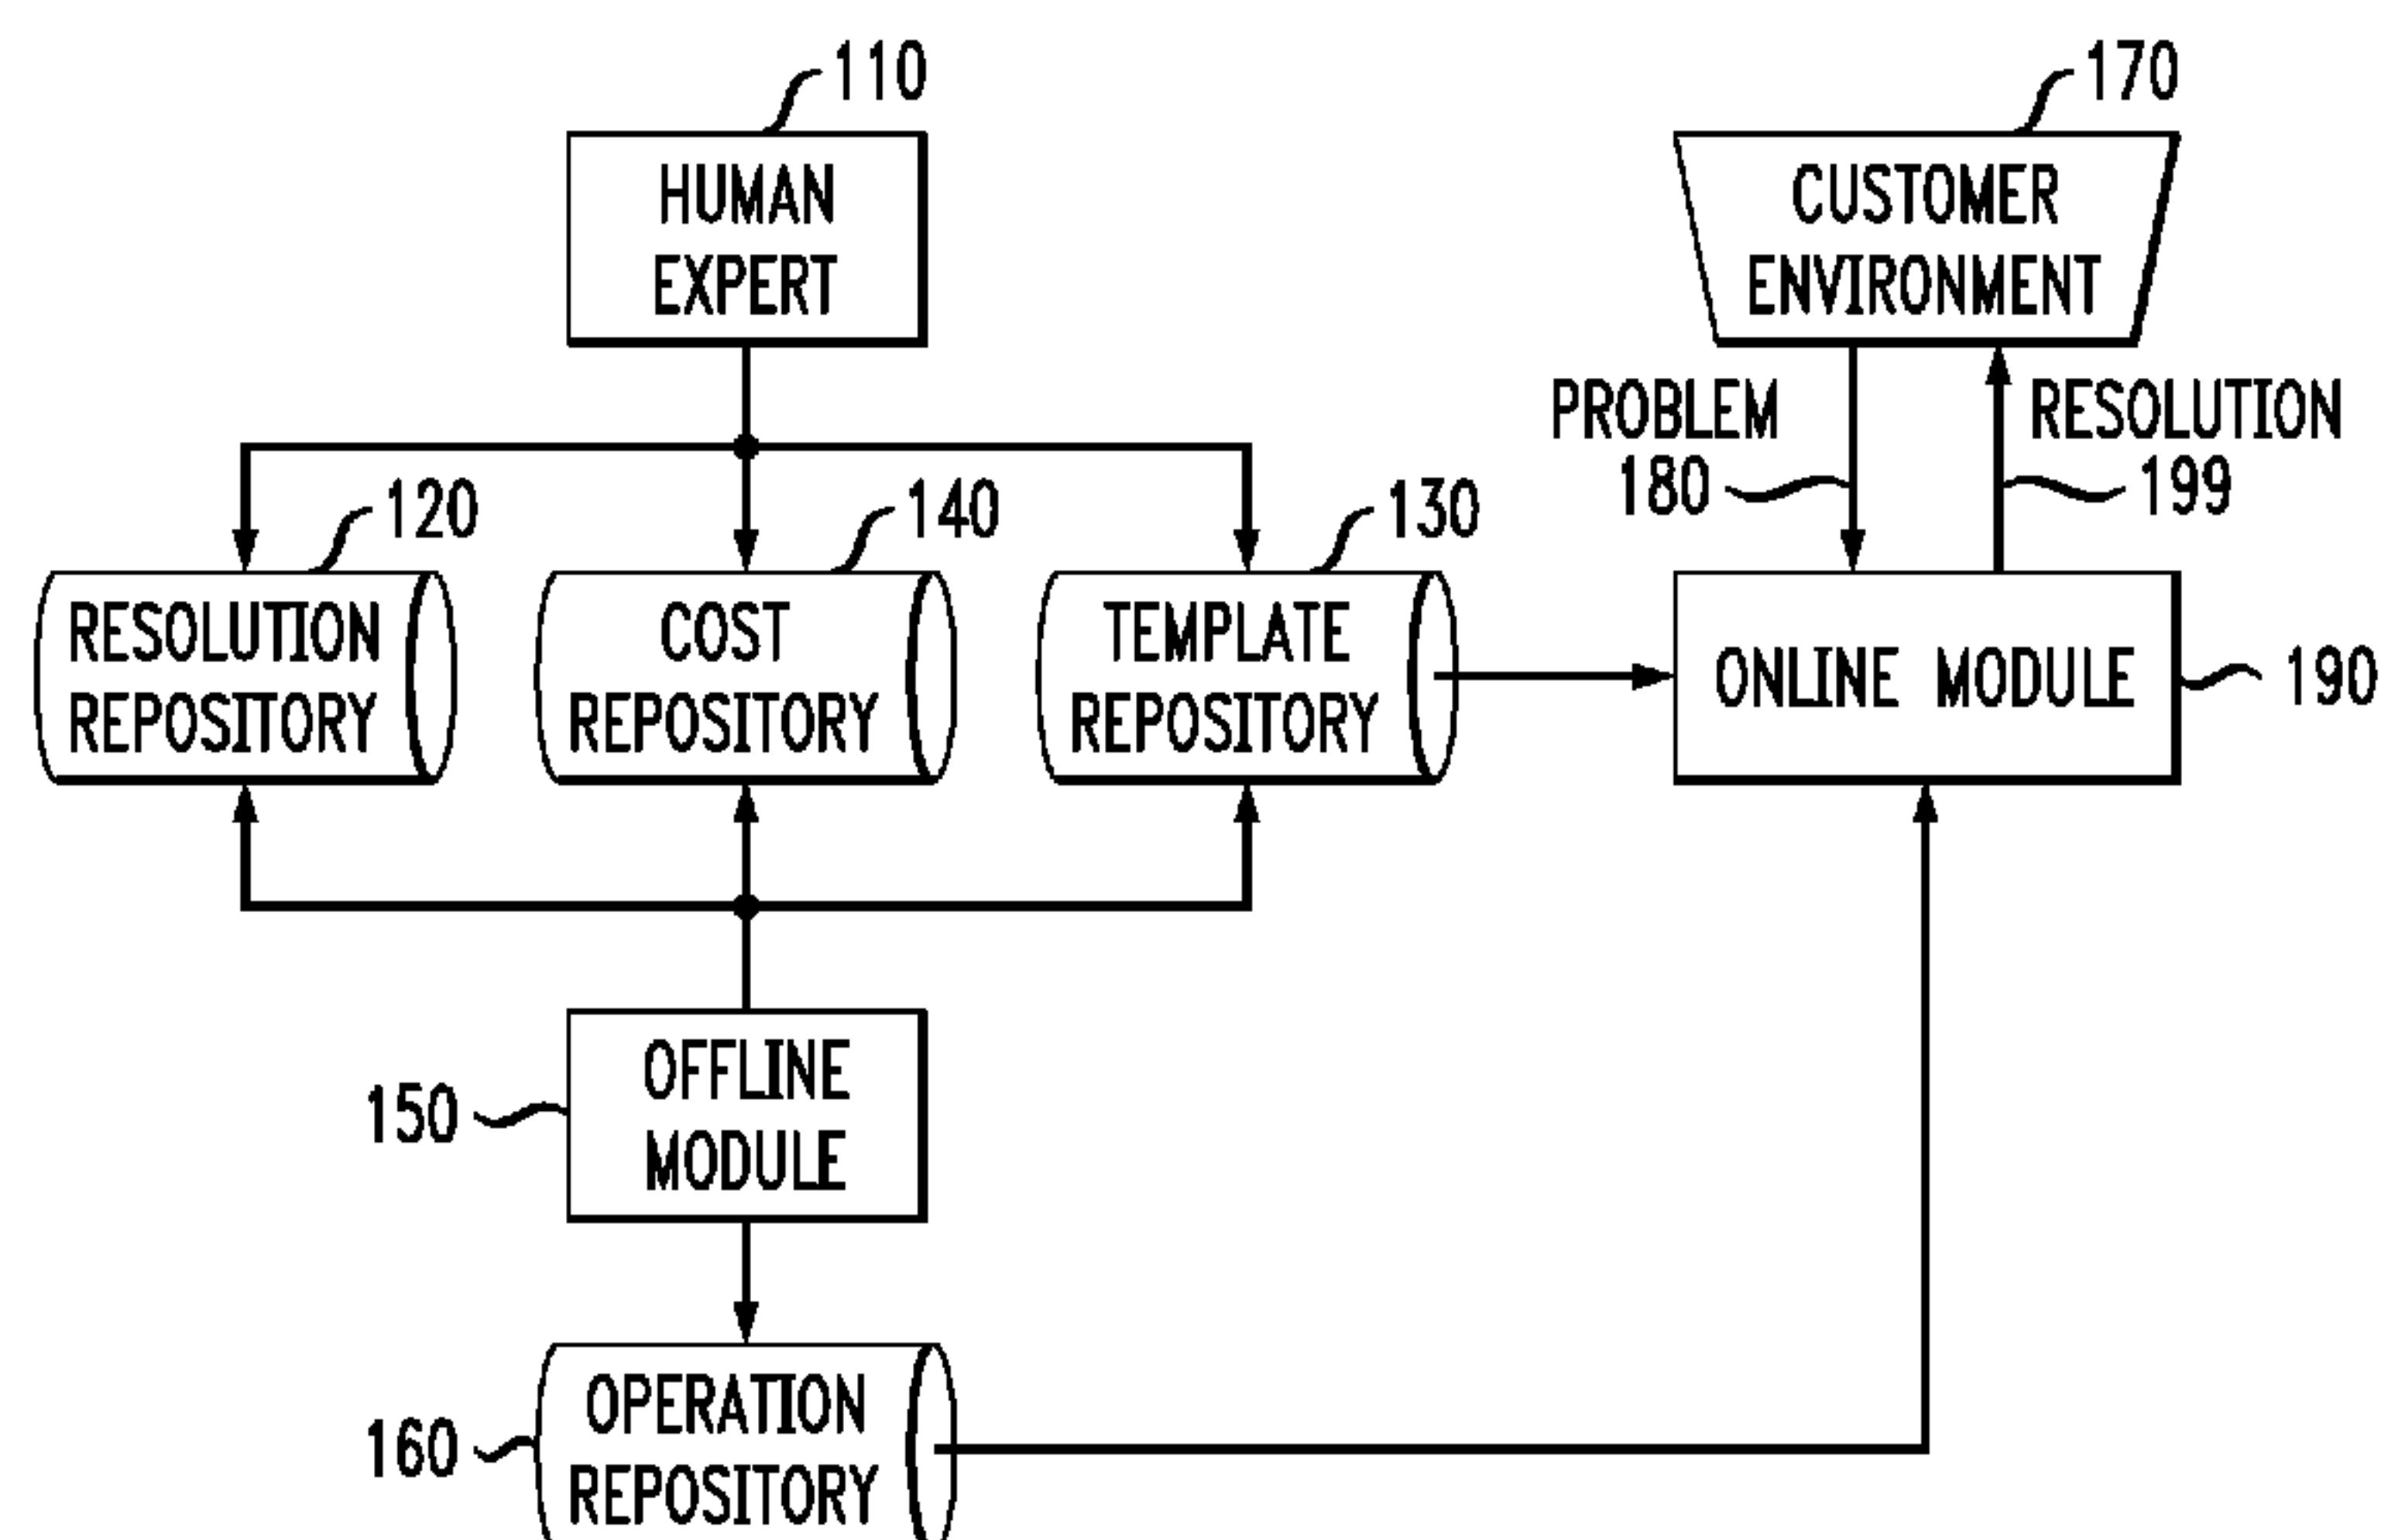 110
170
HUMAN
EXPERT
CUSTOMER
ENVIRONMENT
PROBLEM
180
RESOLUTION
199
120
140
130
RESOLUTION
REPOSITORY
COST
REPOSITORY
TEMPLATE
REPOSITORY
ONLINE MODULE
190
OFFLINE
MODULE
150
OPERATION
REPOSITORY
160